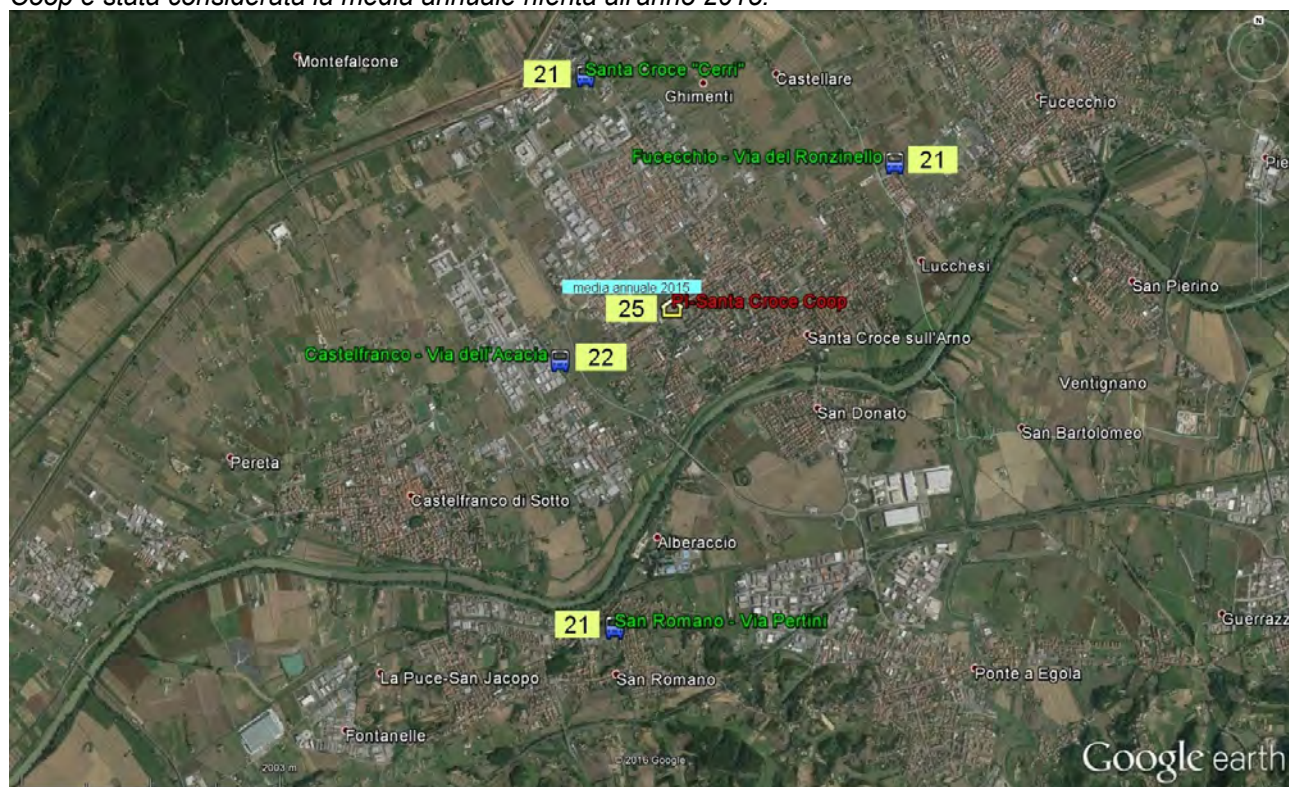 Coop è stata considerata la media annuale riferita all'anno 2015.
Montefalcone
21
Santa Croce "Cerri"
Ghimenti
Castellare
Fucecchio
Fucecchio - Via del Ronzinello
21
Pie
Lucchesi
San Pierino
media annuale 2015
25
PI-Santa Croce Coop
Santa Croce sull'Arno
Castelfranco - Via dell'Acacia
22
Ventignano
San Donato
San Bartolomeo
Pereta
Castelfranco di Sotto
Alberaccio
21
San Romano - Via Pertini
Guerrazz
La Puce-San Jacopo
San Romano
Ponte a Egola
Fontanelle
2003 m
© 2016 Google
Google earth
N